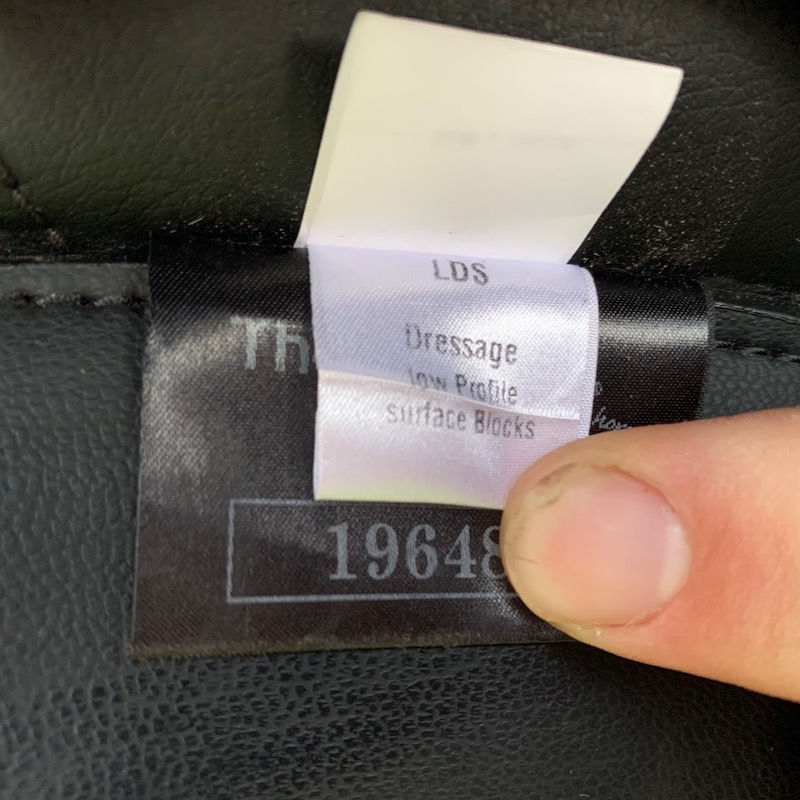 LDS
Dressage
low Profile
surface Blocks
19648